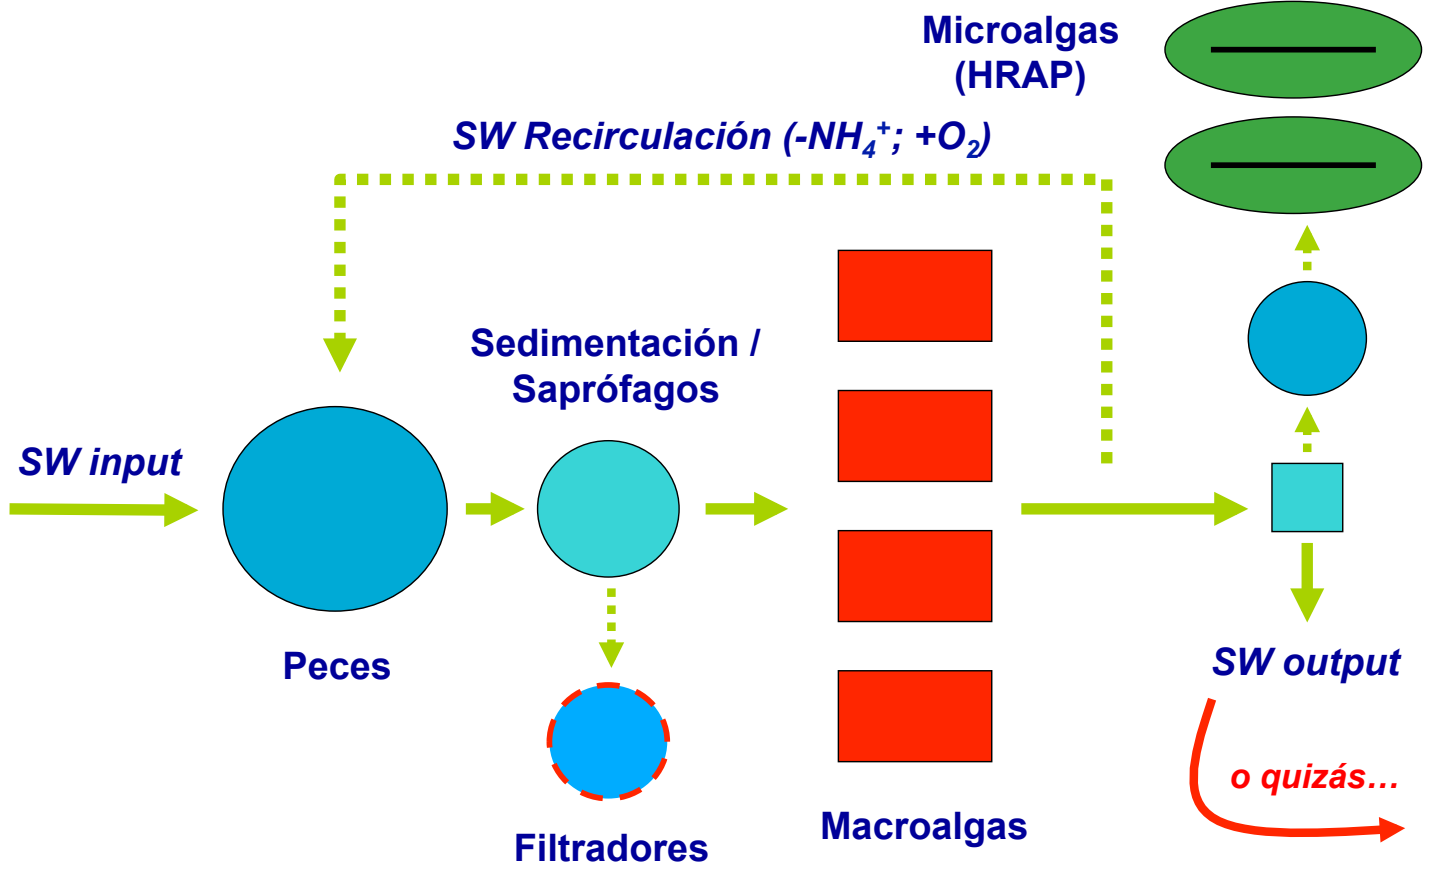 Microalgas
(HRAP)
SW Recirculación (-NH₄⁺; +O₂)
Sedimentación /
Saprófagos
SW input
Peces
SW output
o quizás...
Macroalgas
Filtradores